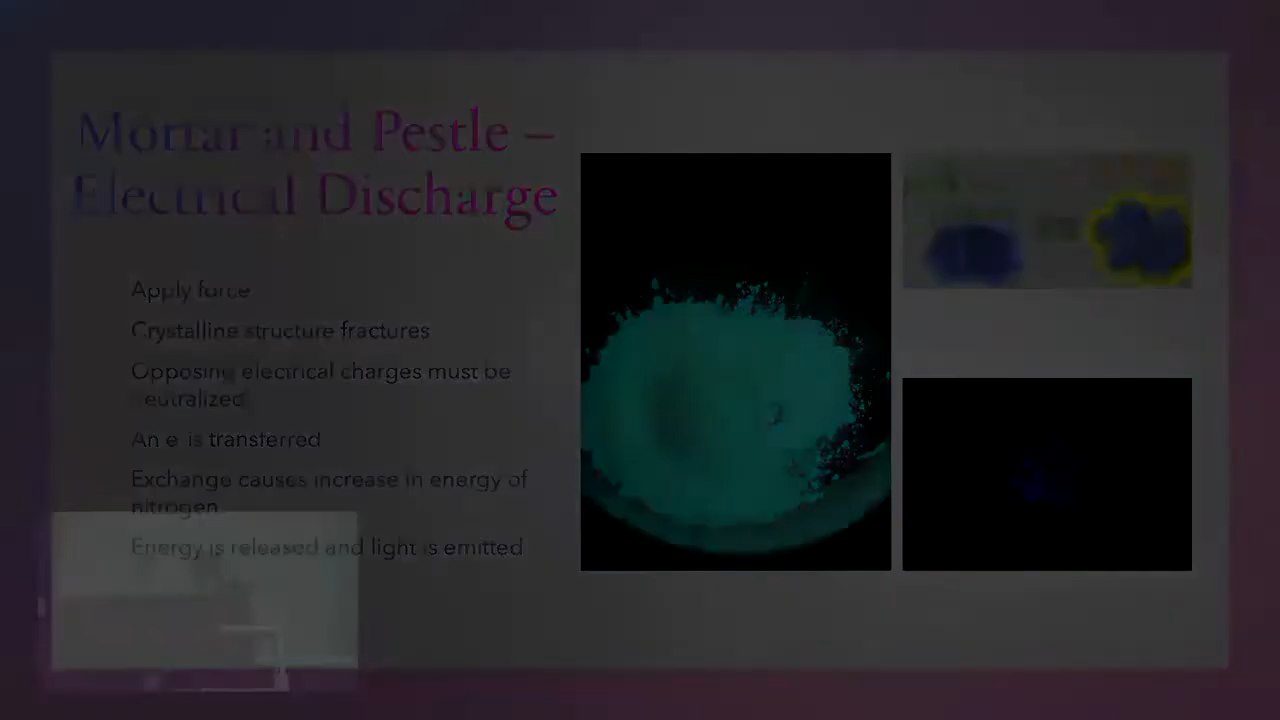 Mortar and Pestle –
Electrical Discharge
Apply force
Crystalline structure fractures
Opposing electrical charges must be
neutralized
An e is transferred
Exchange causes increase in energy of
nitrogen
Energy is released and light is emitted